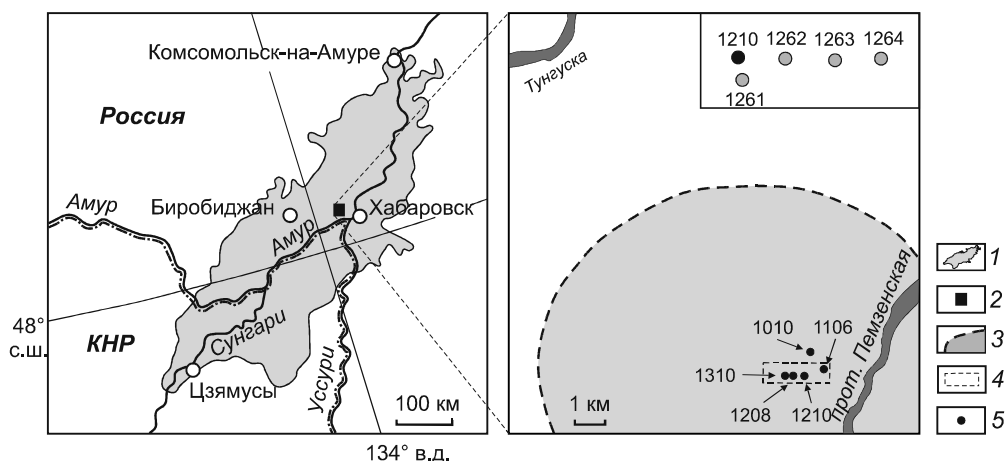 Комсомольск-на-Амуре
Россия
Амур
Биробиджан
Хабаровск
Амур
48°
с.ш.
КНР
Сунгари
Цзямусы
Уссури
100 км
134° в.д.
Тунгуска
1210 1262 1263 1264
1261
прот. Пемзенская
1010 1106
1310
1208 1210
1 км
1
2
3
4
5